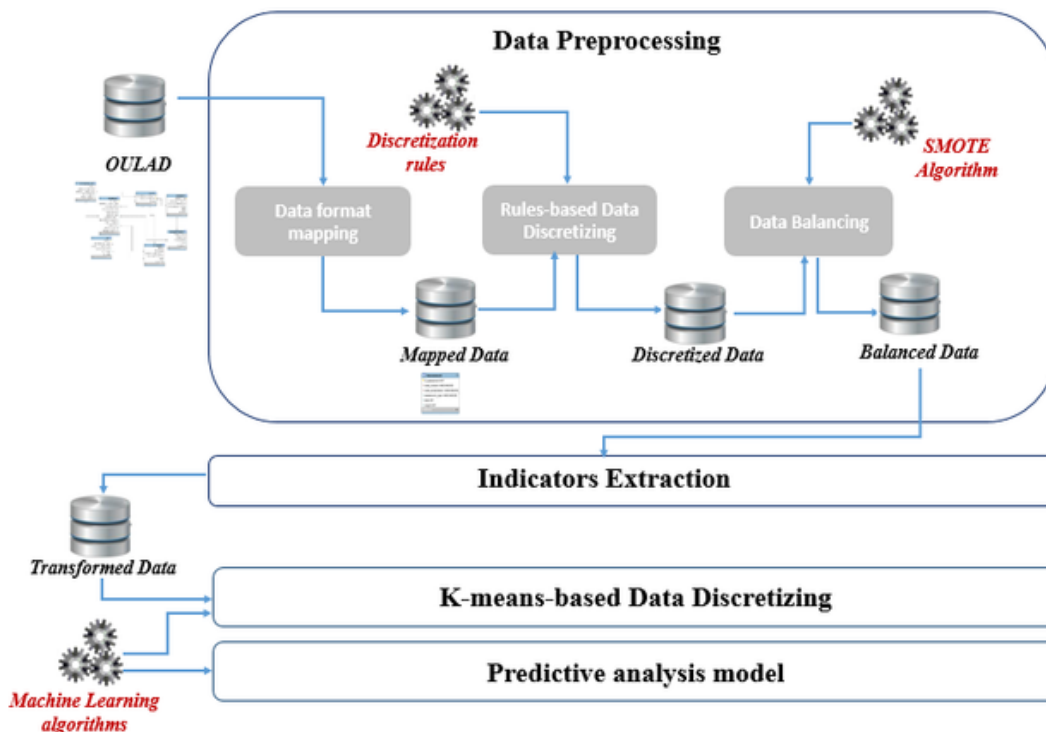 Data Preprocessing
OULAD
Discretization
rules
SMOTE
Algorithm
Data format
mapping
Rules-based Data
Discretizing
Data Balancing
Mapped Data
Discretized Data
Balanced Data
Indicators Extraction
Transformed Data
K-means-based Data Discretizing
Predictive analysis model
Machine Learning
algorithms